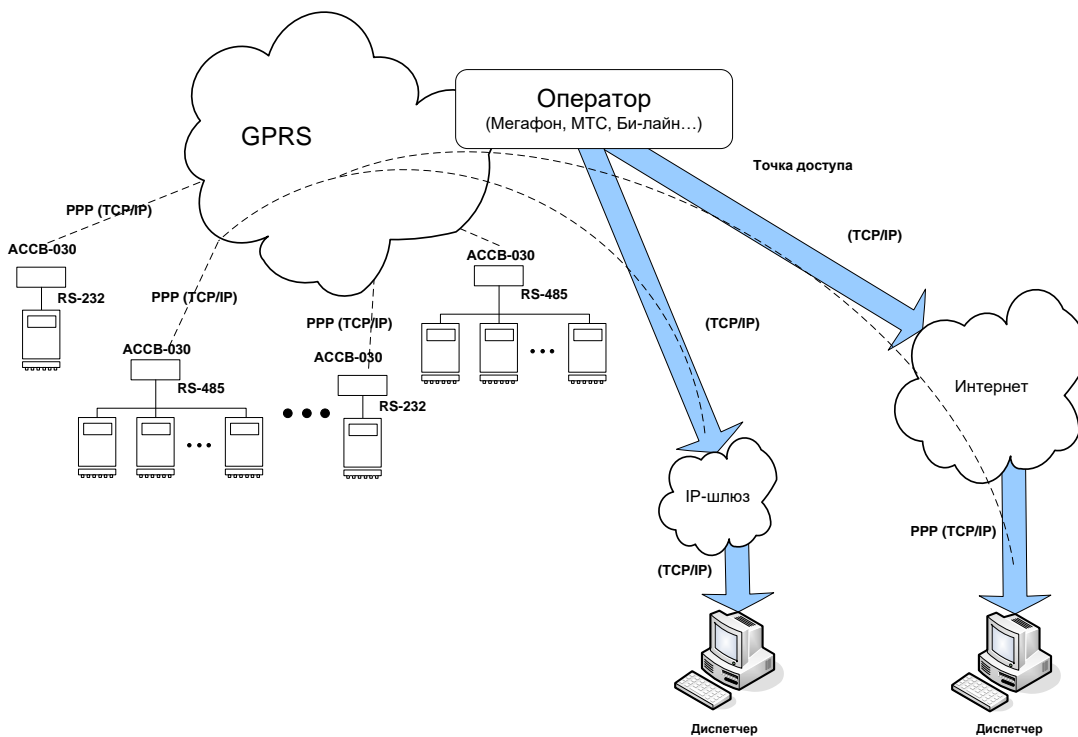 Оператор
(Мегафон, МТС, Би-лайн...)
GPRS
Точка доступа
PPP (TCP/IP)
(TCP/IP)
АССВ-030
АССВ-030
RS-232
PPP (TCP/IP)
RS-485
PPP (TCP/IP)
(TCP/IP)
АССВ-030
АССВ-030
RS-485
RS-232
Интернет
IP-шлюз
PPP (TCP/IP)
(TCP/IP)
Диспетчер
Диспетчер